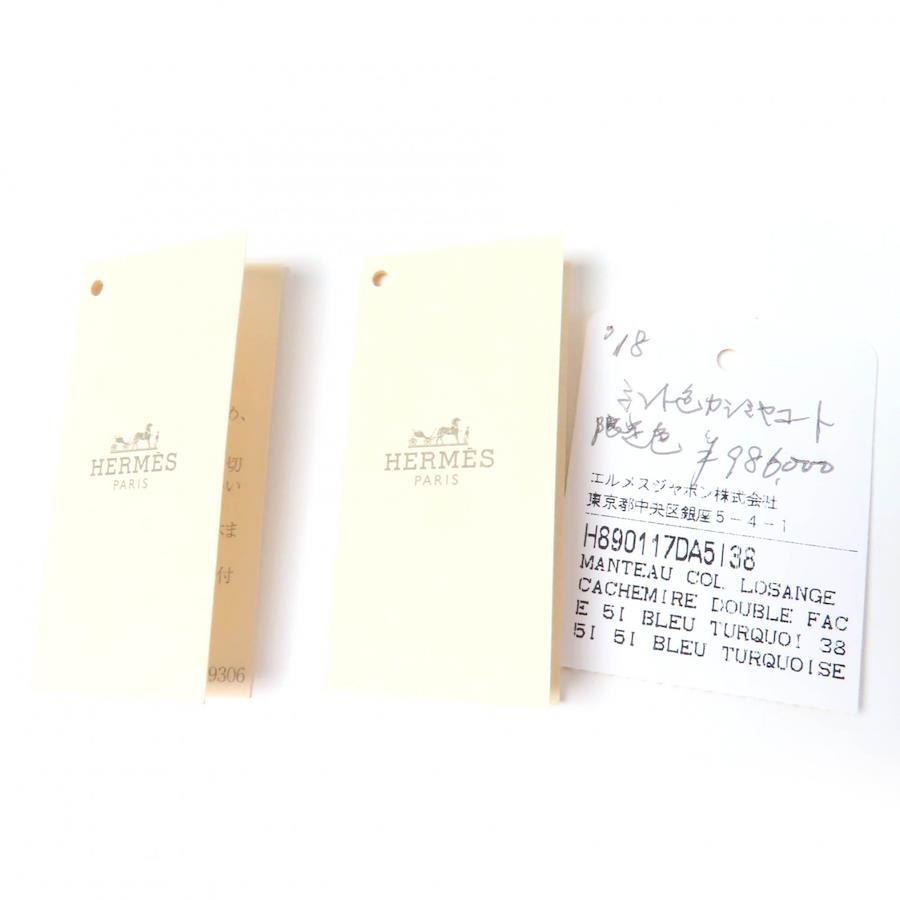 め、
切
い
ま
付
9306
HERMÈS
PARIS
HERMÈS
PARIS
'18
ミント色カシミヤコート
限定色 ¥986,000
エルメスジャポン株式会社
東京都中央区銀座5-4-1
H890117DA5I38
MANTEAU COL LOSANGE
CACHEMIRE DOUBLE FAC
E 5I BLEU TURQUOI 38
5I 5I BLEU TURQUOISE